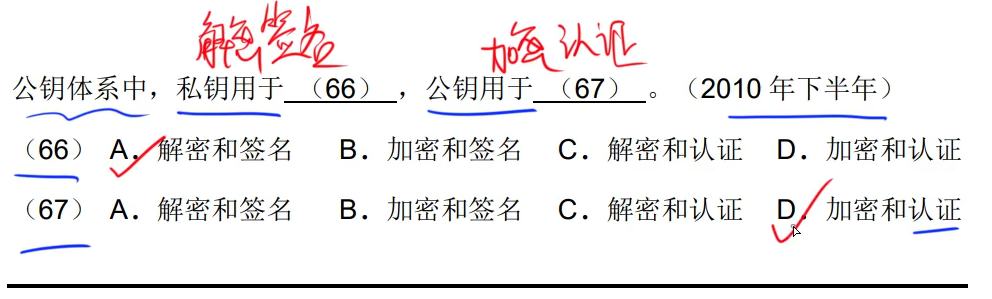 解密签名 加密认证
公钥体系中，私钥用于（66），公钥用于（67）。（2010 年下半年）
（66） A．解密和签名 B．加密和签名 C．解密和认证 D．加密和认证
（67） A．解密和签名 B．加密和签名 C．解密和认证 D．加密和认证